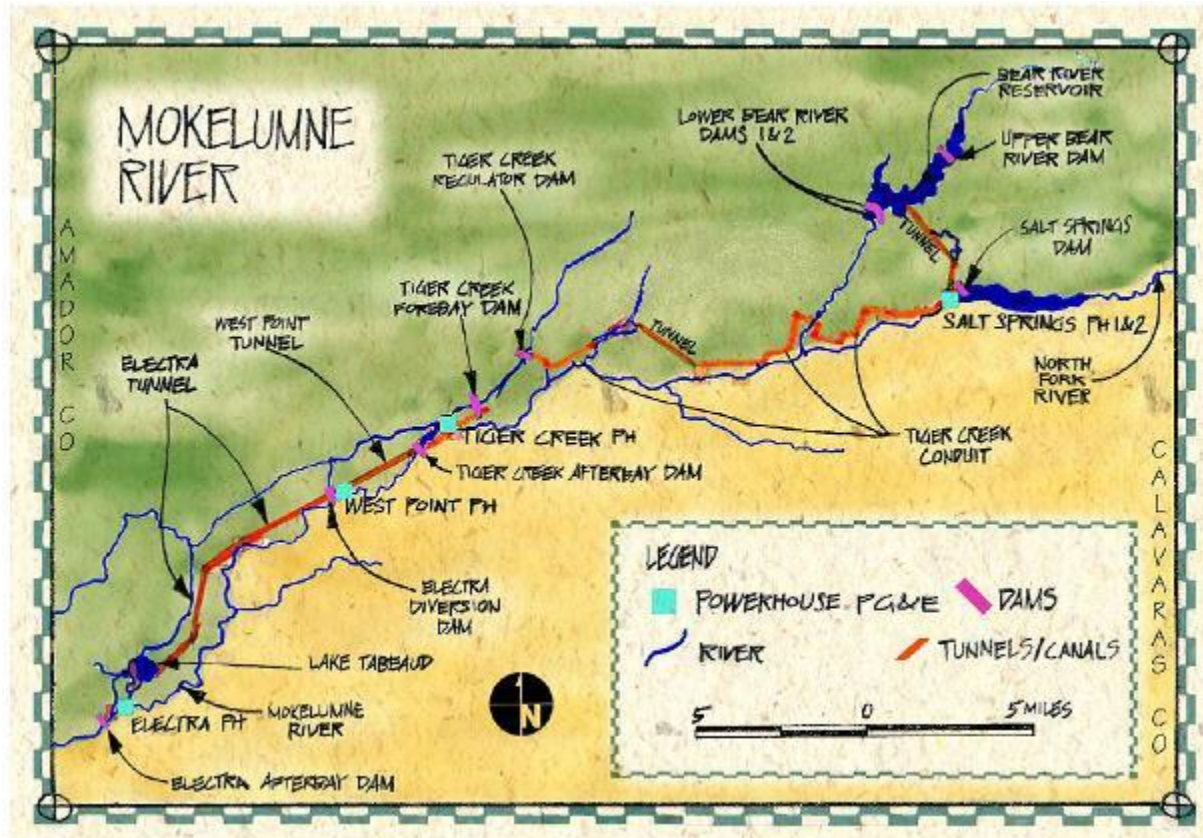 MOKELUMNE
RIVER
BEAR RIVER
RESERVOIR
LOWER BEAR RIVER
DAMS 1&2
UPPER BEAR
RIVER DAM
TIGER CREEK
REGULATOR DAM
SALT SPRINGS
DAM
TUNNEL
AMADOR CO
TIGER CREEK
FOREBAY DAM
SALT SPRINGS PH 1&2
WEST POINT
TUNNEL
TUNNEL
ELECTRA
TUNNEL
NORTH
FORK
RIVER
TIGER CREEK PH
TIGER CREEK
CONDUIT
TIGER CREEK AFTERBAY DAM
WEST POINT PH
CALAVARAS CO
ELECTRA
DIVERSION
DAM
LEGEND
POWERHOUSE PG&E
DAMS
RIVER
TUNNELS/CANALS
LAKE TABEAUD
ELECTRA PH
MOKELUMNE
RIVER
N
5 0 5 MILES
ELECTRA AFTERBAY DAM